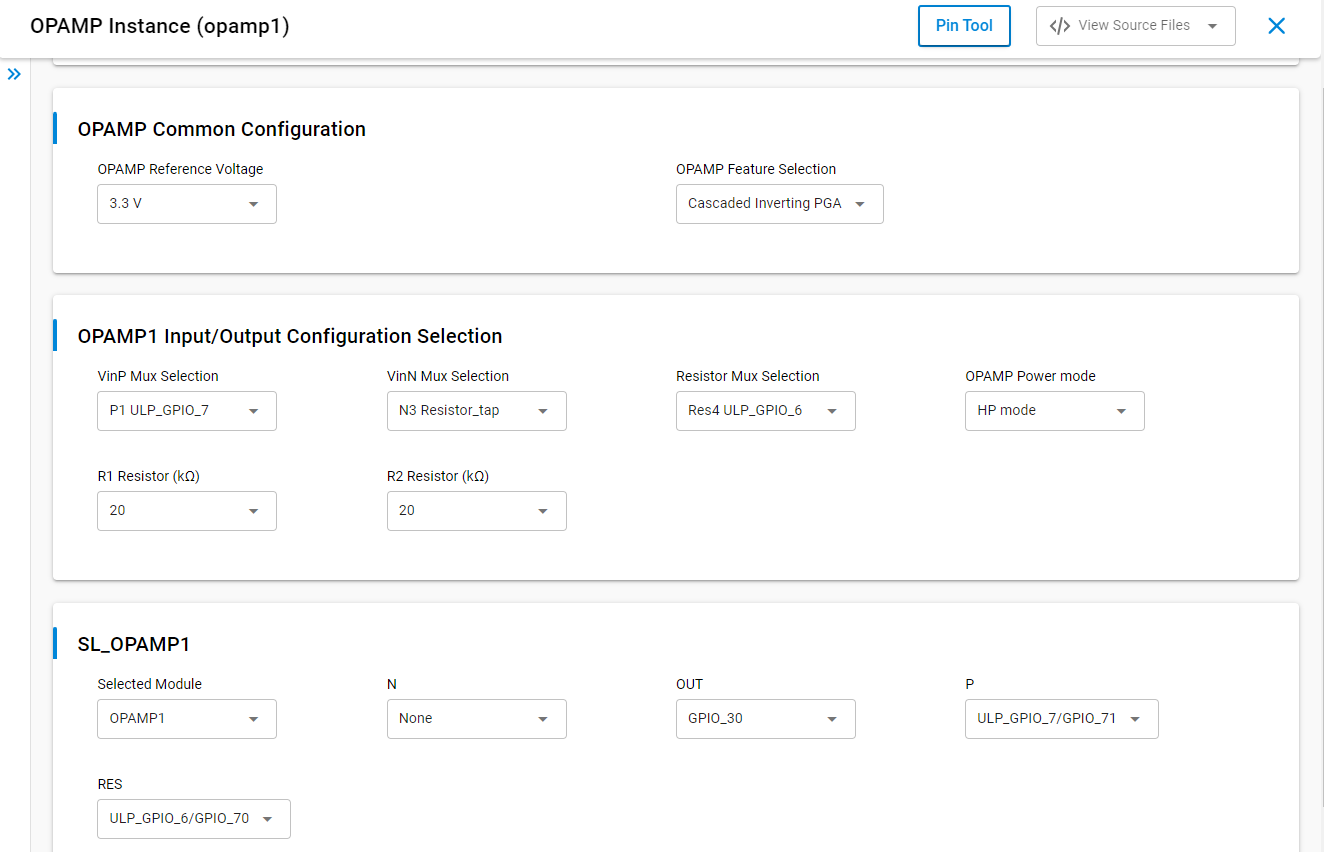 OPAMP Instance (opamp1)
Pin Tool
</> View Source Files
OPAMP Common Configuration
OPAMP Reference Voltage
OPAMP Feature Selection
3.3 V
Cascaded Inverting PGA
OPAMP1 Input/Output Configuration Selection
VinP Mux Selection
VinN Mux Selection
Resistor Mux Selection
OPAMP Power mode
P1 ULP_GPIO_7
N3 Resistor_tap
Res4 ULP_GPIO_6
HP mode
R1 Resistor (kΩ)
R2 Resistor (kΩ)
20
20
SL_OPAMP1
Selected Module
N
OUT
P
OPAMP1
None
GPIO_30
ULP_GPIO_7/GPIO_71
RES
ULP_GPIO_6/GPIO_70